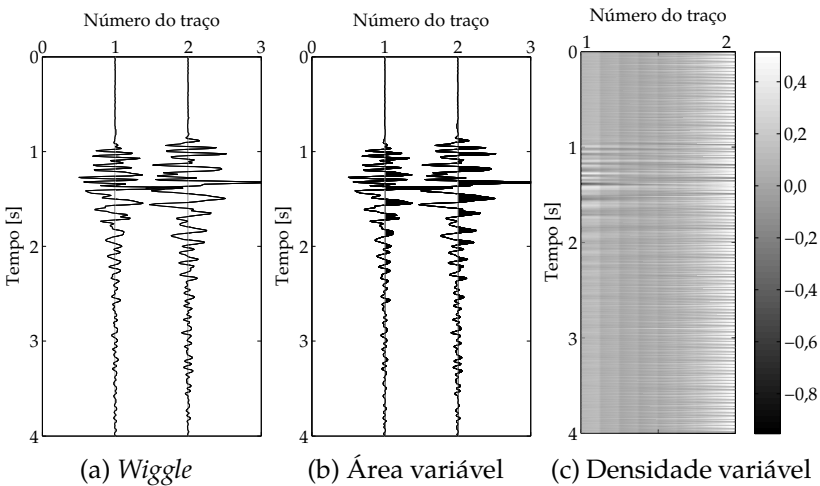 Número do traço
0 1 2 3
0
1
2
3
4
Tempo [s]
(a) Wiggle
Número do traço
0 1 2 3
0
1
2
3
4
Tempo [s]
(b) Área variável
Número do traço
1 2
0
1
2
3
4
Tempo [s]
0,4
0,2
0,0
−0,2
−0,4
−0,6
−0,8
(c) Densidade variável